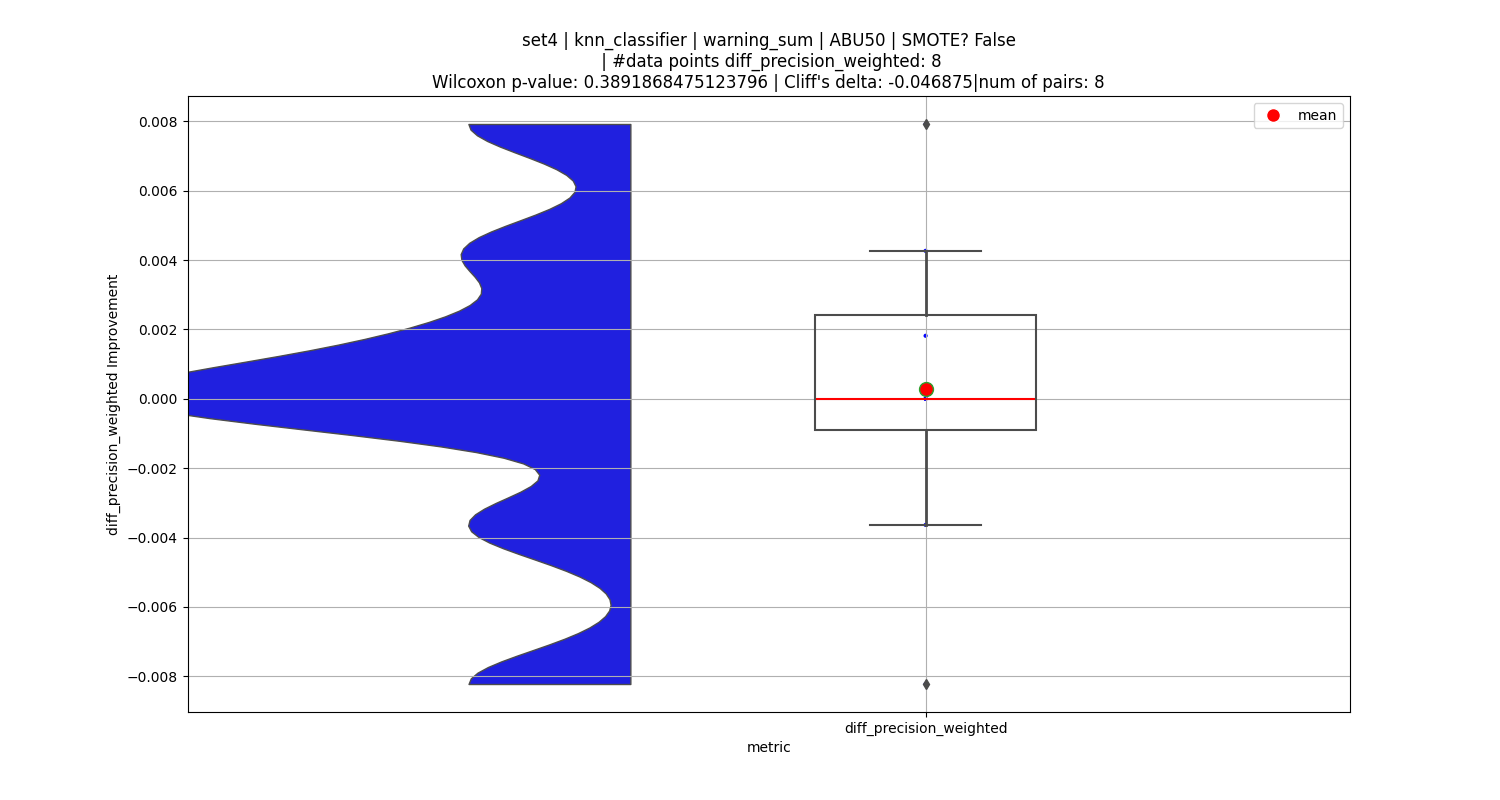 set4 | knn_classifier | warning_sum | ABU50 | SMOTE? False
| #data points diff_precision_weighted: 8
Wilcoxon p-value: 0.3891868475123796 | Cliff's delta: -0.046875|num of pairs: 8
mean
0.008
0.006
0.004
0.002
0.000
−0.002
−0.004
−0.006
−0.008
diff_precision_weighted Improvement
diff_precision_weighted
metric